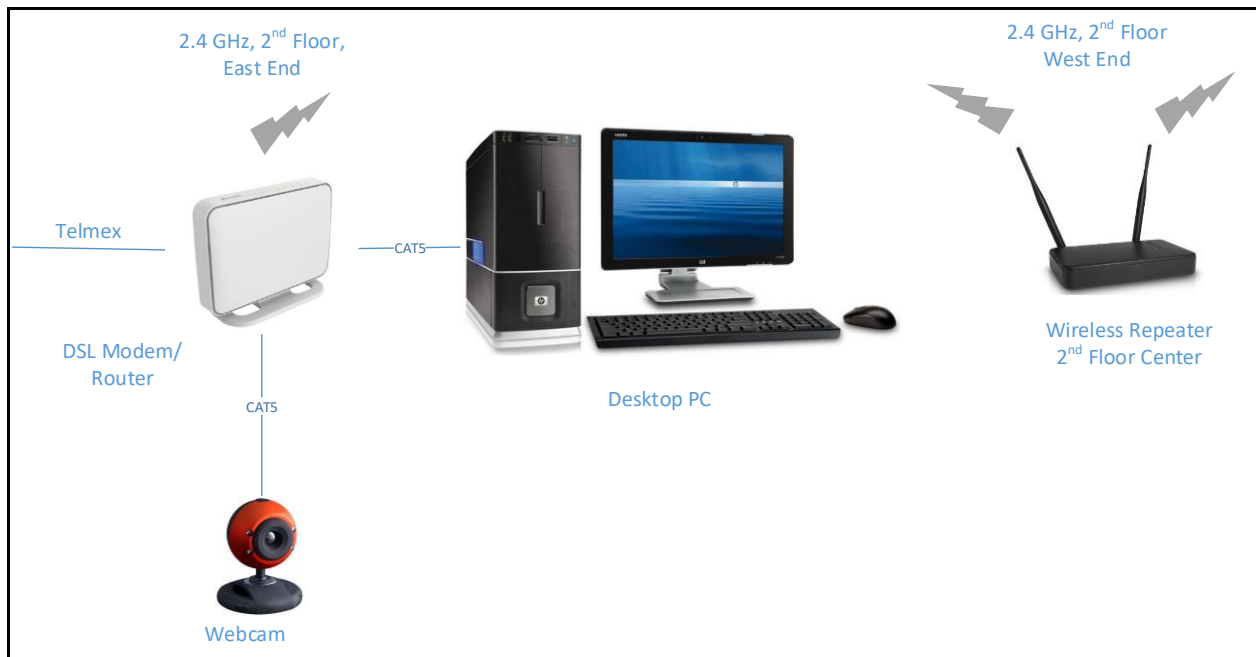 2.4 GHz, 2nd Floor,
East End
2.4 GHz, 2nd Floor
West End
Telmex
CAT5
DSL Modem/
Router
Wireless Repeater
2nd Floor Center
Desktop PC
CAT5
Webcam